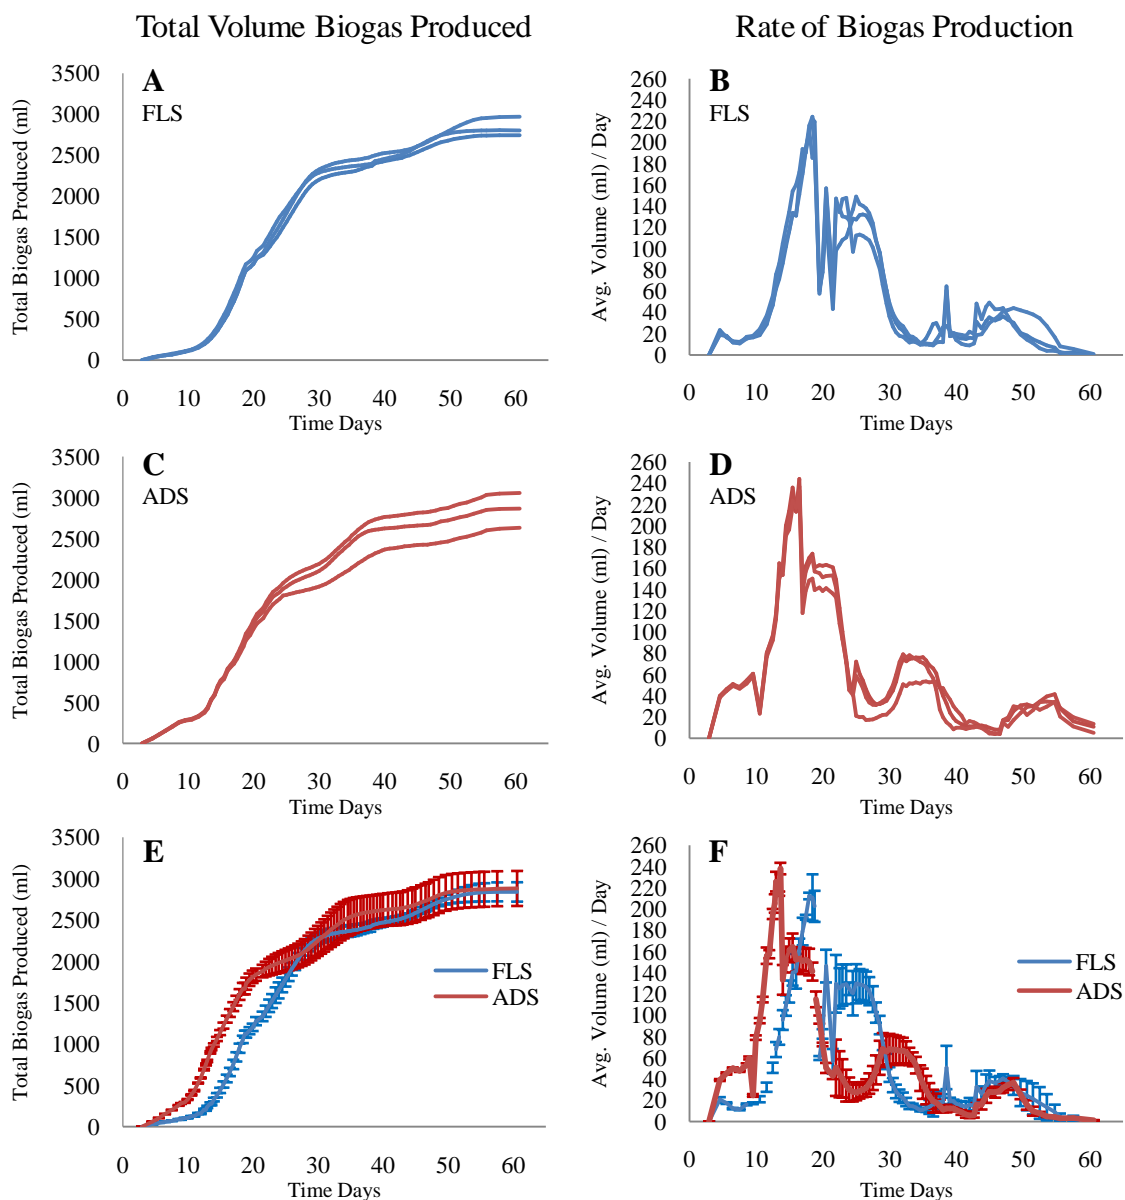 Total Volume Biogas Produced
Rate of Biogas Production
A
FLS
Total Biogas Produced (ml)
3500
3000
2500
2000
1500
1000
500
0
0 10 20 30 40 50 60
Time Days
B
FLS
Avg. Volume (ml) / Day
260
240
220
200
180
160
140
120
100
80
60
40
20
0
0 10 20 30 40 50 60
Time Days
C
ADS
Total Biogas Produced (ml)
3500
3000
2500
2000
1500
1000
500
0
0 10 20 30 40 50 60
Time Days
D
ADS
Avg. Volume (ml) / Day
260
240
220
200
180
160
140
120
100
80
60
40
20
0
0 10 20 30 40 50 60
Time Days
E
Total Biogas Produced (ml)
3500
3000
2500
2000
1500
1000
500
0
FLS
ADS
0 10 20 30 40 50 60
Time Days
F
Avg. Volume (ml) / Day
260
240
220
200
180
160
140
120
100
80
60
40
20
0
FLS
ADS
0 10 20 30 40 50 60
Time Days